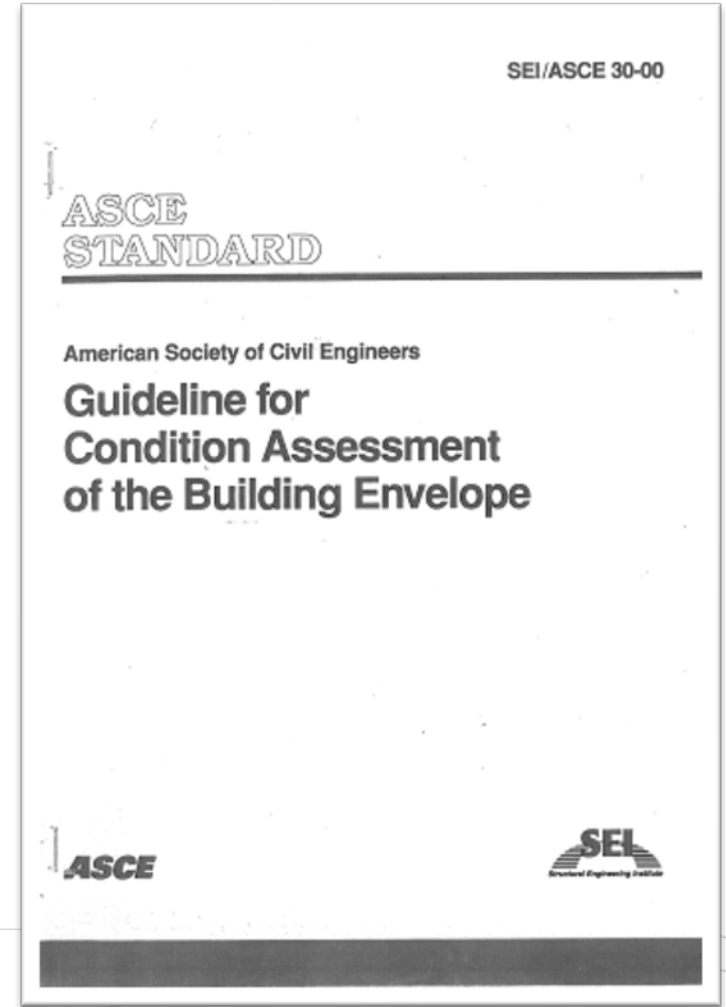 SEI/ASCE 30-00
ASCE
STANDARD
American Society of Civil Engineers
Guideline for
Condition Assessment
of the Building Envelope
ASCE
SEI
Structural Engineering Institute